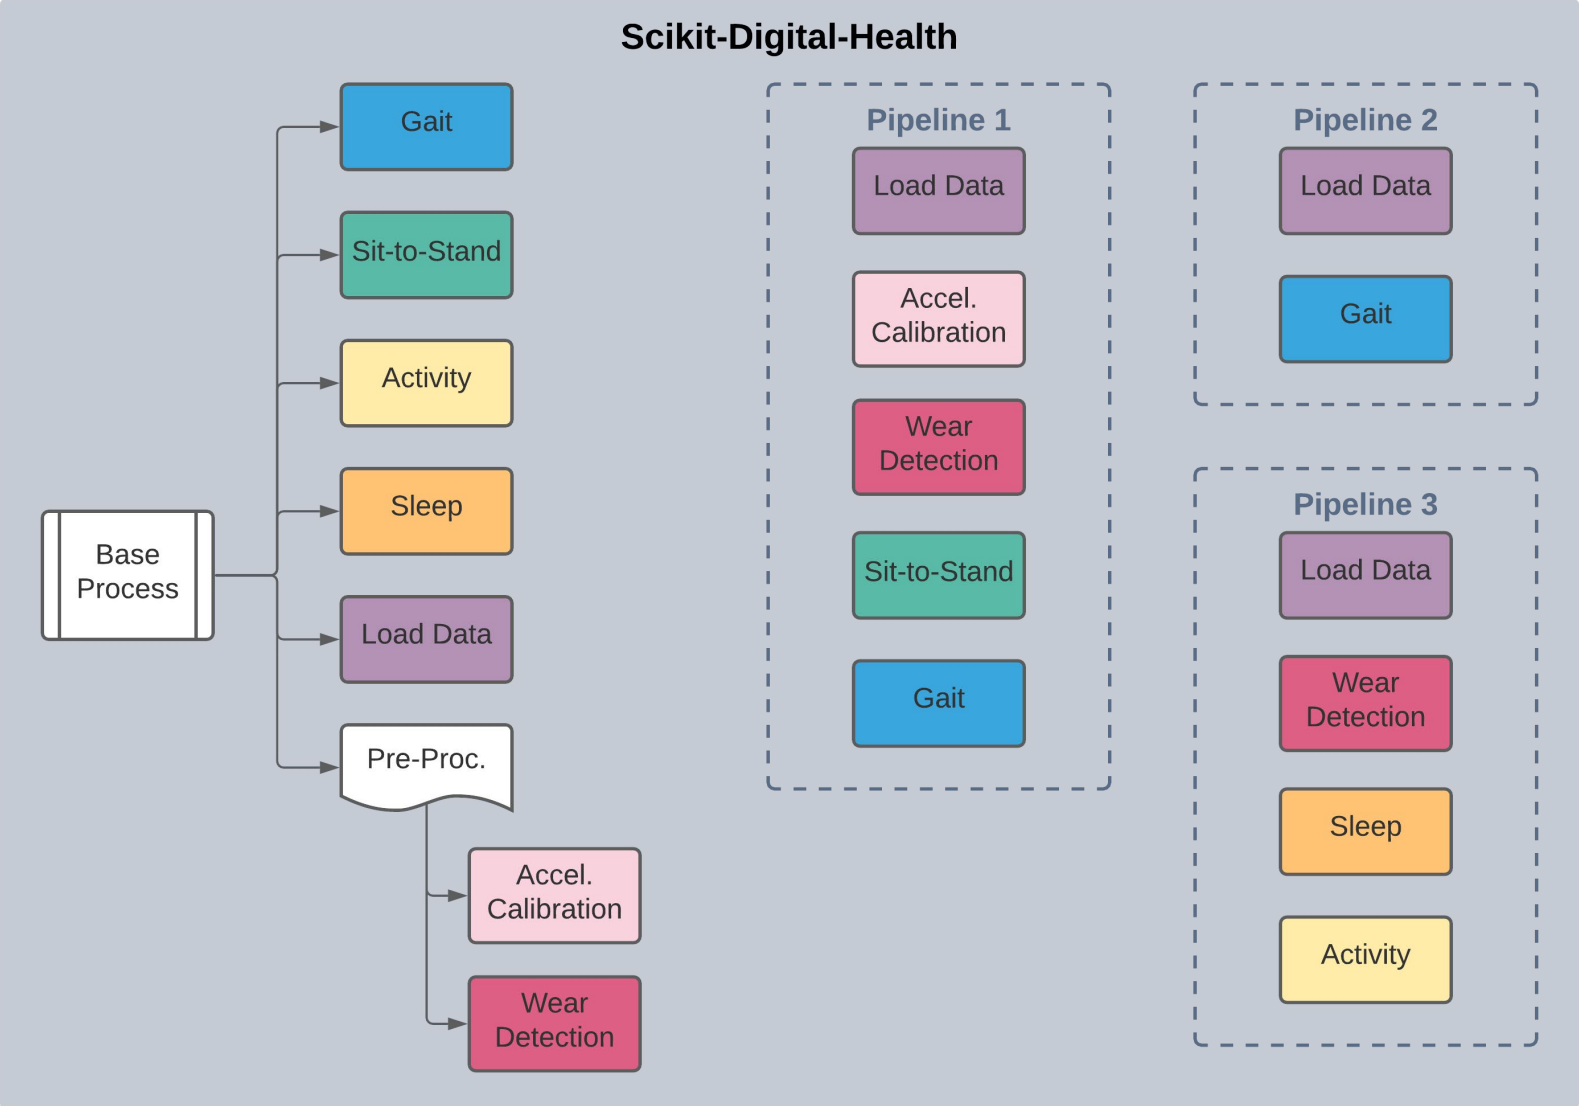 Scikit-Digital-Health
Gait
Sit-to-Stand
Activity
Sleep
Base
Process
Load Data
Pre-Proc.
Accel.
Calibration
Wear
Detection
Pipeline 1
Load Data
Accel.
Calibration
Wear
Detection
Sit-to-Stand
Gait
Pipeline 2
Load Data
Gait
Pipeline 3
Load Data
Wear
Detection
Sleep
Activity